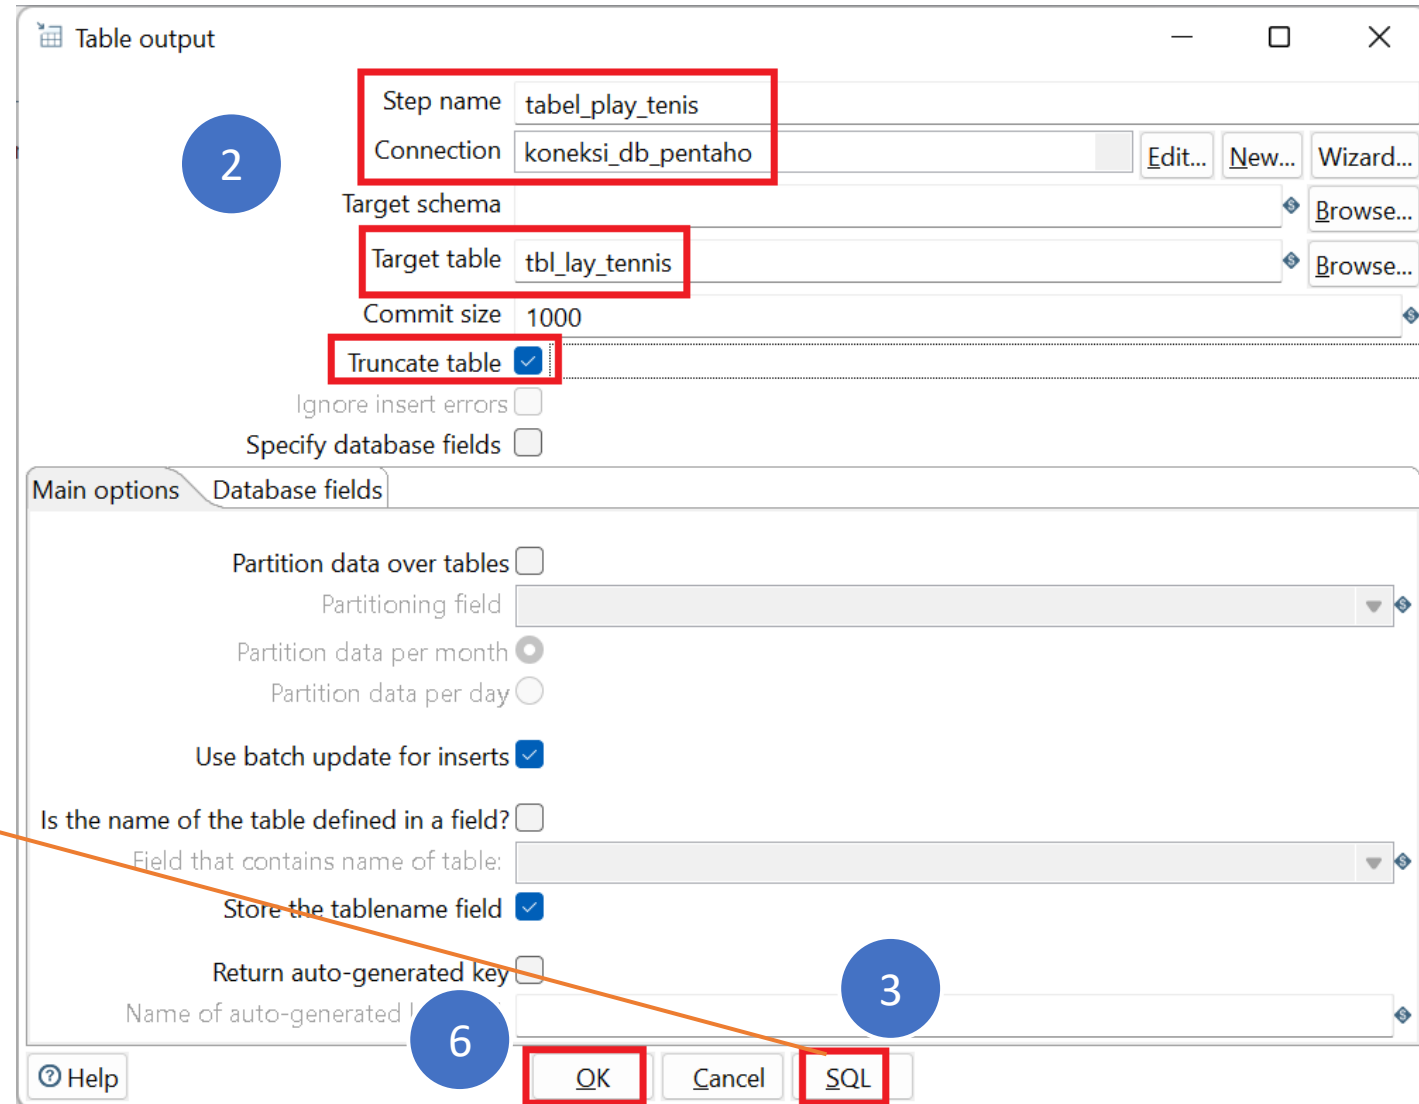 Table output
Step name tabel_play_tenis
2
Connection koneksi_db_pentaho Edit... New... Wizard...
Target schema Browse...
Target table tbl_lay_tennis Browse...
Commit size 1000
Truncate table
Ignore insert errors
Specify database fields
Main options Database fields
Partition data over tables
Partitioning field
Partition data per month
Partition data per day
Use batch update for inserts
Is the name of the table defined in a field?
Field that contains name of table:
Store the tablename field
Return auto-generated key
3
Name of auto-generated
6
Help OK Cancel SQL